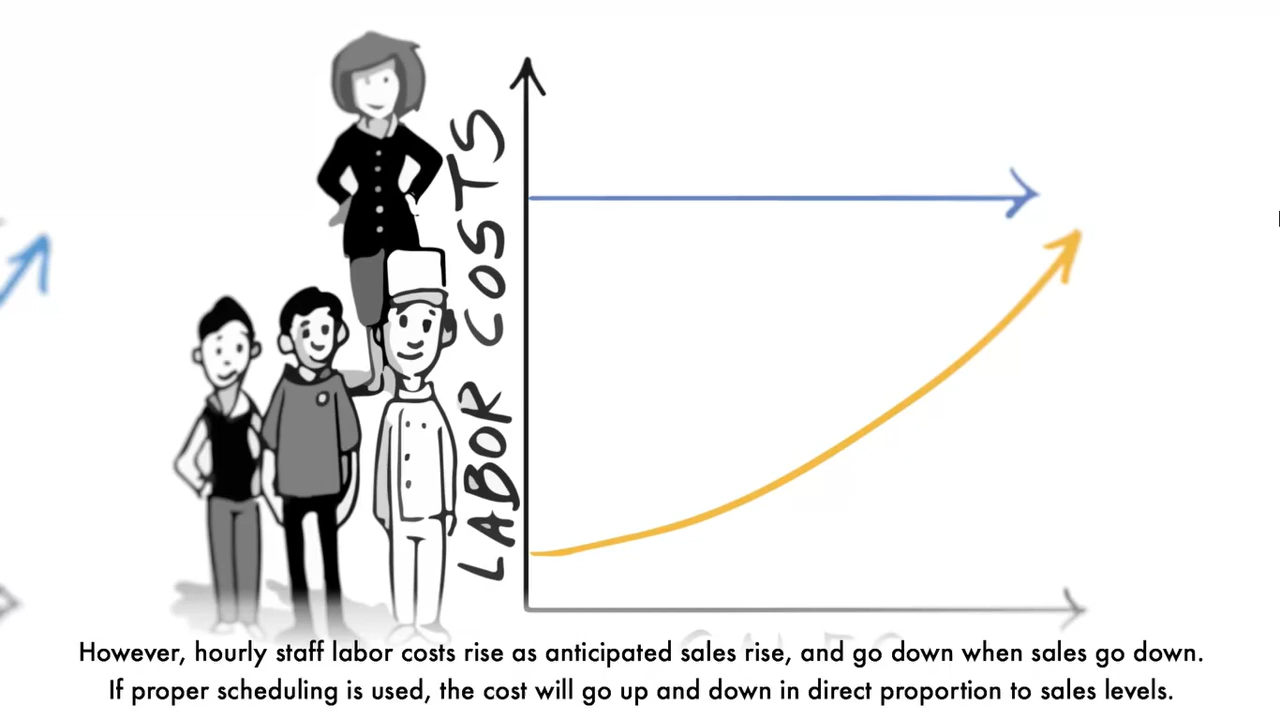 LABOR COSTS
However, hourly staff labor costs rise as anticipated sales rise, and go down when sales go down.
If proper scheduling is used, the cost will go up and down in direct proportion to sales levels.